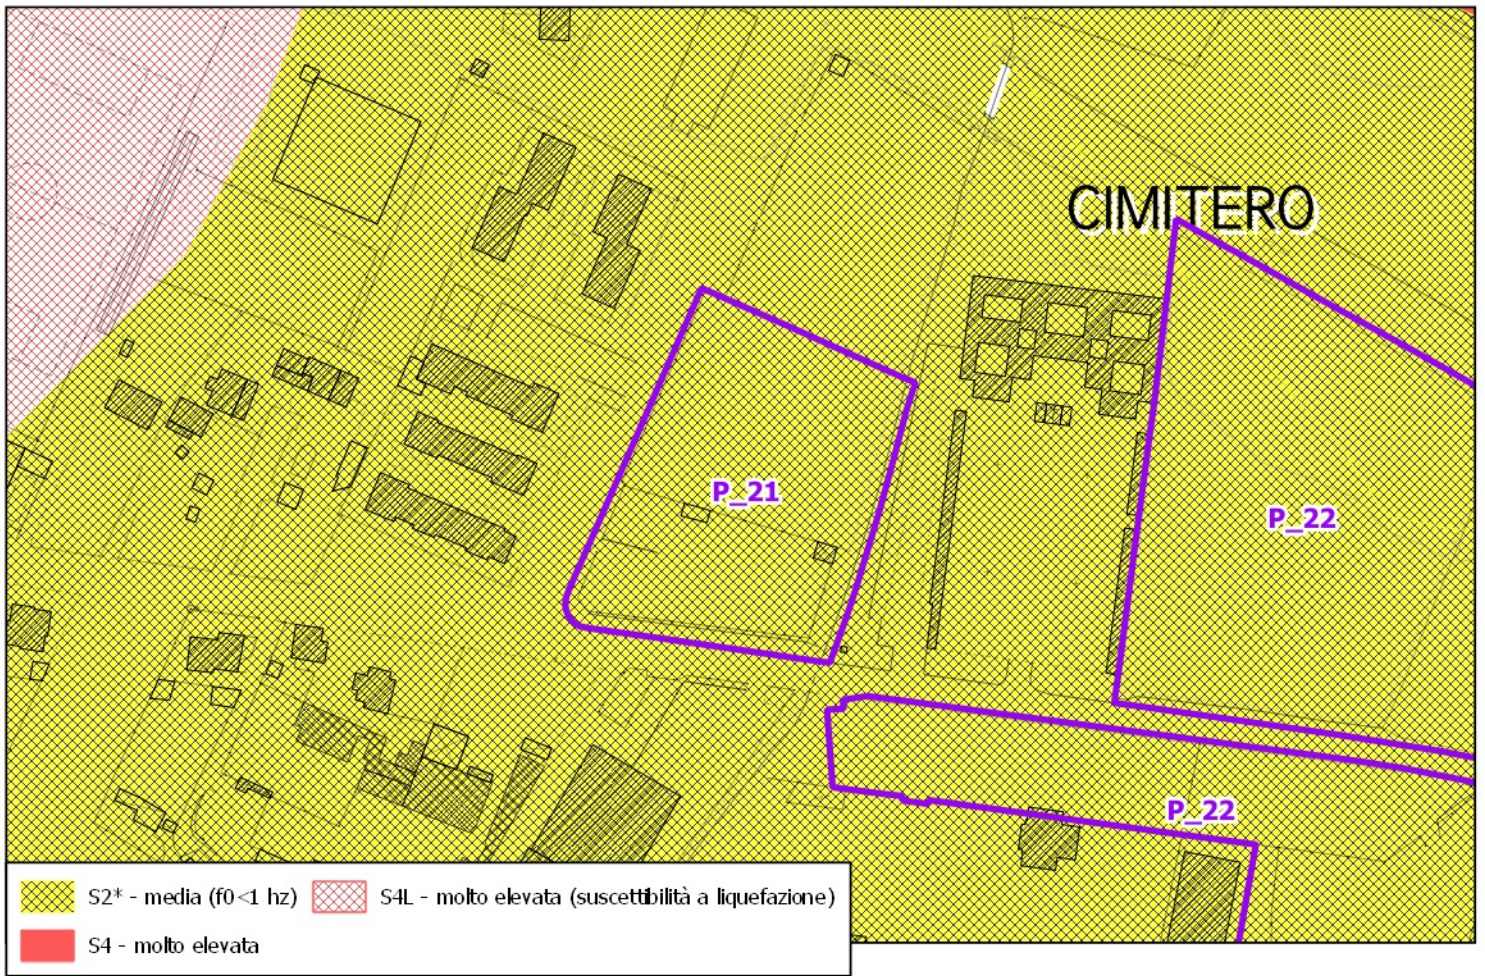 CIMITERO
P_21
P_22
P_22
S2* - media (f0<1 hz)
S4L - molto elevata (suscettibilità a liquefazione)
S4 - molto elevata